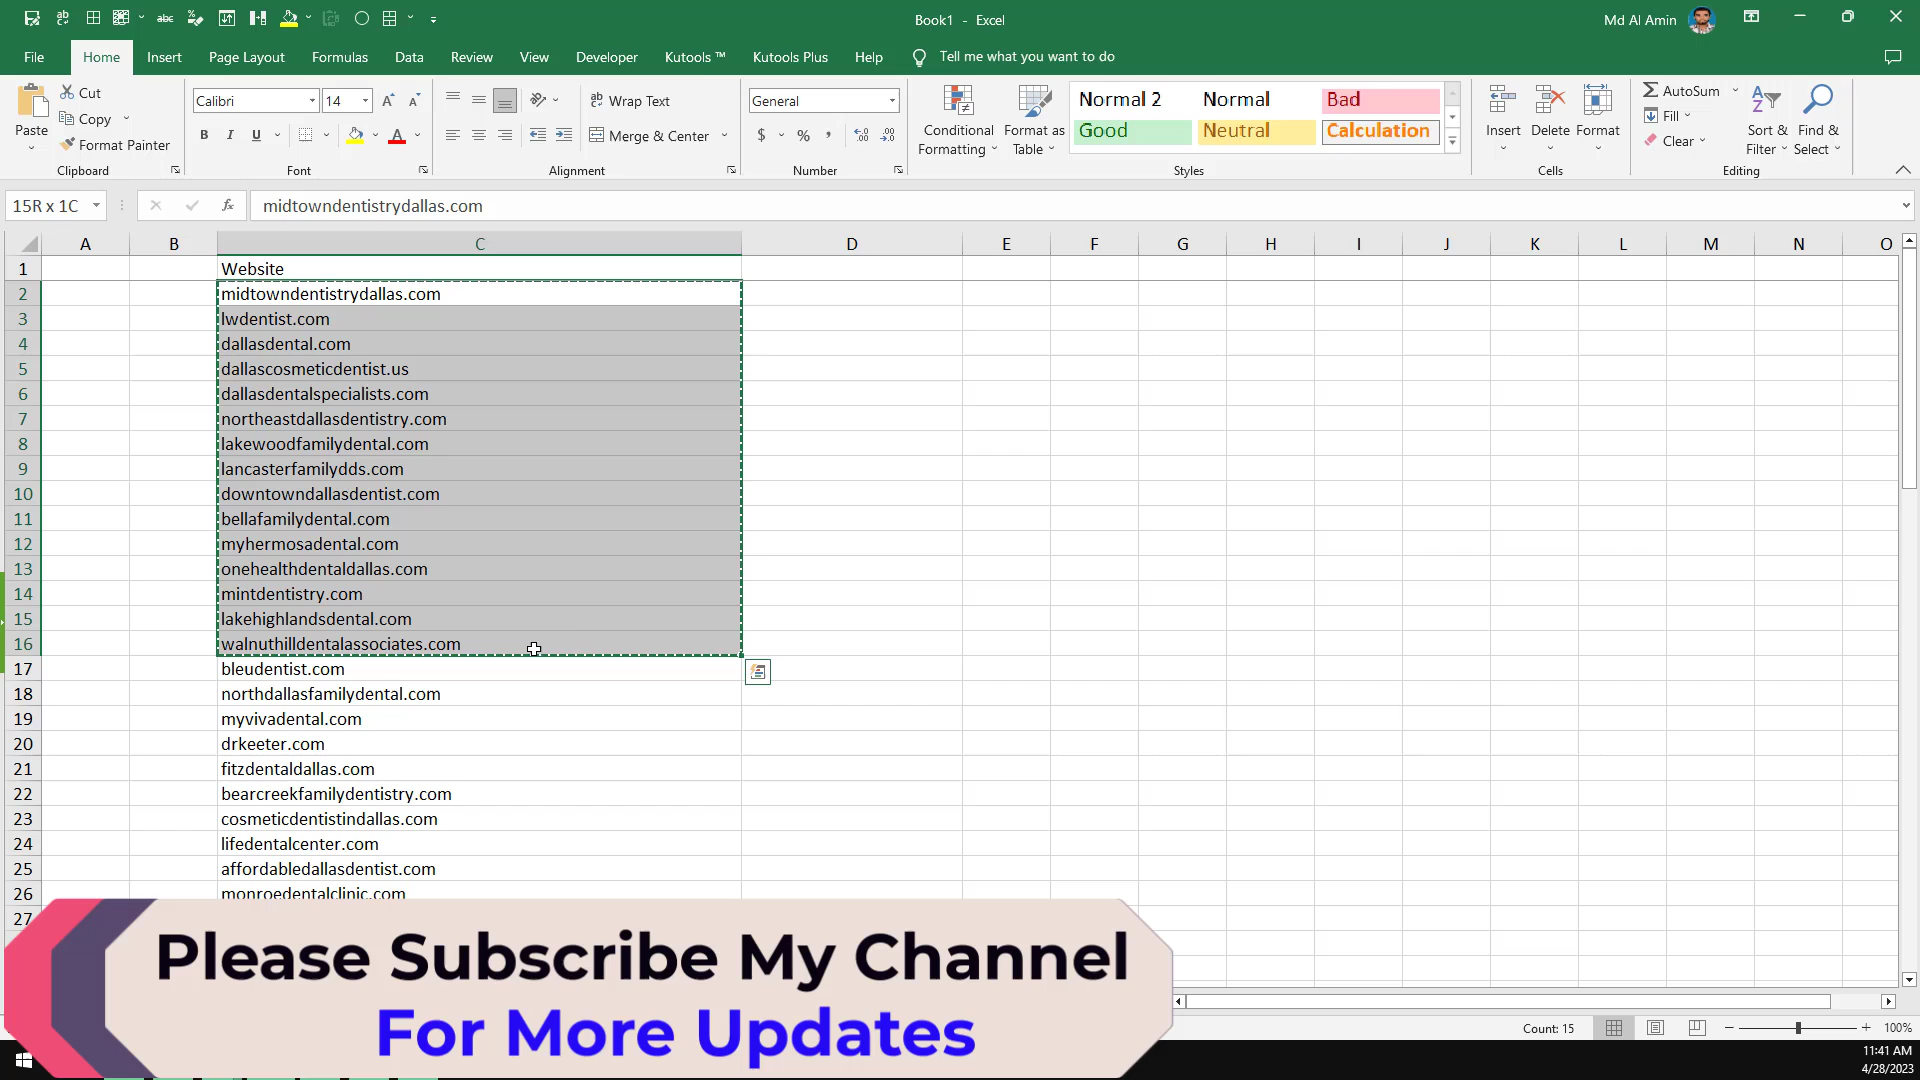 Book1 - Excel
Md Al Amin
File Home Insert Page Layout Formulas Data Review View Developer Kutools ™ Kutools Plus Help Tell me what you want to do
Paste
Cut
Copy
Format Painter
Clipboard
Calibri 14
B I U
Font
Wrap Text
Merge & Center
Alignment
General
$ % ,
Number
Conditional Formatting
Format as Table
Normal 2 Normal Bad
Good Neutral Calculation
Styles
Insert Delete Format
Cells
AutoSum
Fill
Clear
Sort & Filter
Find & Select
Editing
15R x 1C fx midtowndentistrydallas.com
A B C D E F G H I J K L M N O
1 Website
2 midtowndentistrydallas.com
3 lwdentist.com
4 dallasdental.com
5 dallascosmeticdentist.us
6 dallasdentalspecialists.com
7 northeastdallasdentistry.com
8 lakewoodfamilydental.com
9 lancasterfamilydds.com
10 downtowndallasdentist.com
11 bellafamilydental.com
12 myhermosadental.com
13 onehealthdentaldallas.com
14 mintdentistry.com
15 lakehighlandsdental.com
16 walnuthilldentalassociates.com
17 bleudentist.com
18 northdallasfamilydental.com
19 myvivadental.com
20 drkeeter.com
21 fitzdentaldallas.com
22 bearcreekfamilydentistry.com
23 cosmeticdentistindallas.com
24 lifedentalcenter.com
25 affordabledallasdentist.com
26 monroedentalclinic.com
27
Please Subscribe My Channel
For More Updates
Count: 15
100%
11:41 AM
4/28/2023